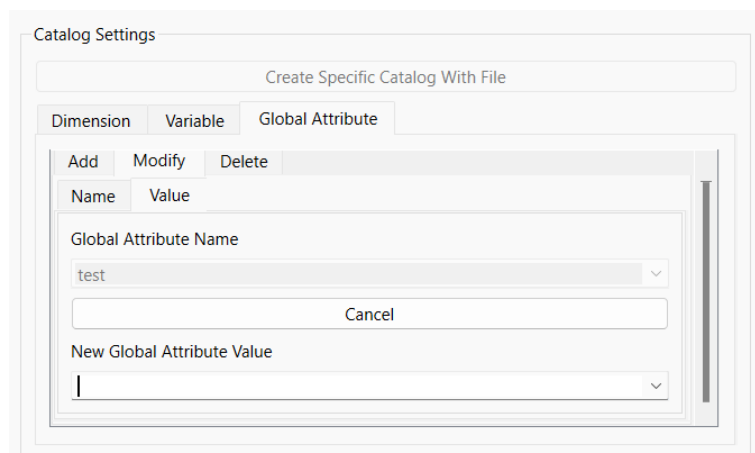 Catalog Settings
Create Specific Catalog With File
Dimension Variable Global Attribute
Add Modify Delete
Name Value
Global Attribute Name
test
Cancel
New Global Attribute Value